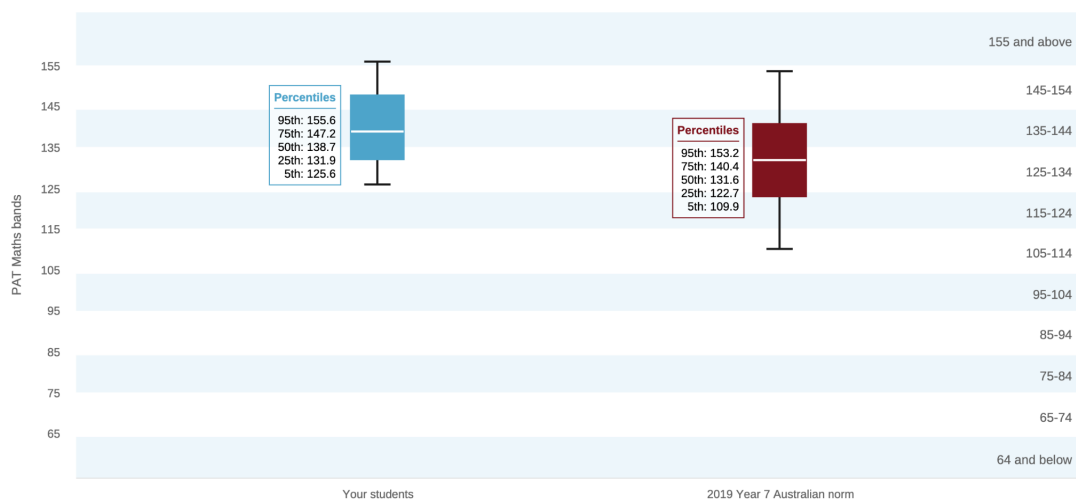 155 and above
155
145-154
145
135-144
135
125-134
125
115-124
115
105-114
105
95-104
95
85-94
85
75-84
75
65-74
65
64 and below
PAT Maths bands
Percentiles
95th: 155.6
75th: 147.2
50th: 138.7
25th: 131.9
5th: 125.6
Percentiles
95th: 153.2
75th: 140.4
50th: 131.6
25th: 122.7
5th: 109.9
Your students
2019 Year 7 Australian norm